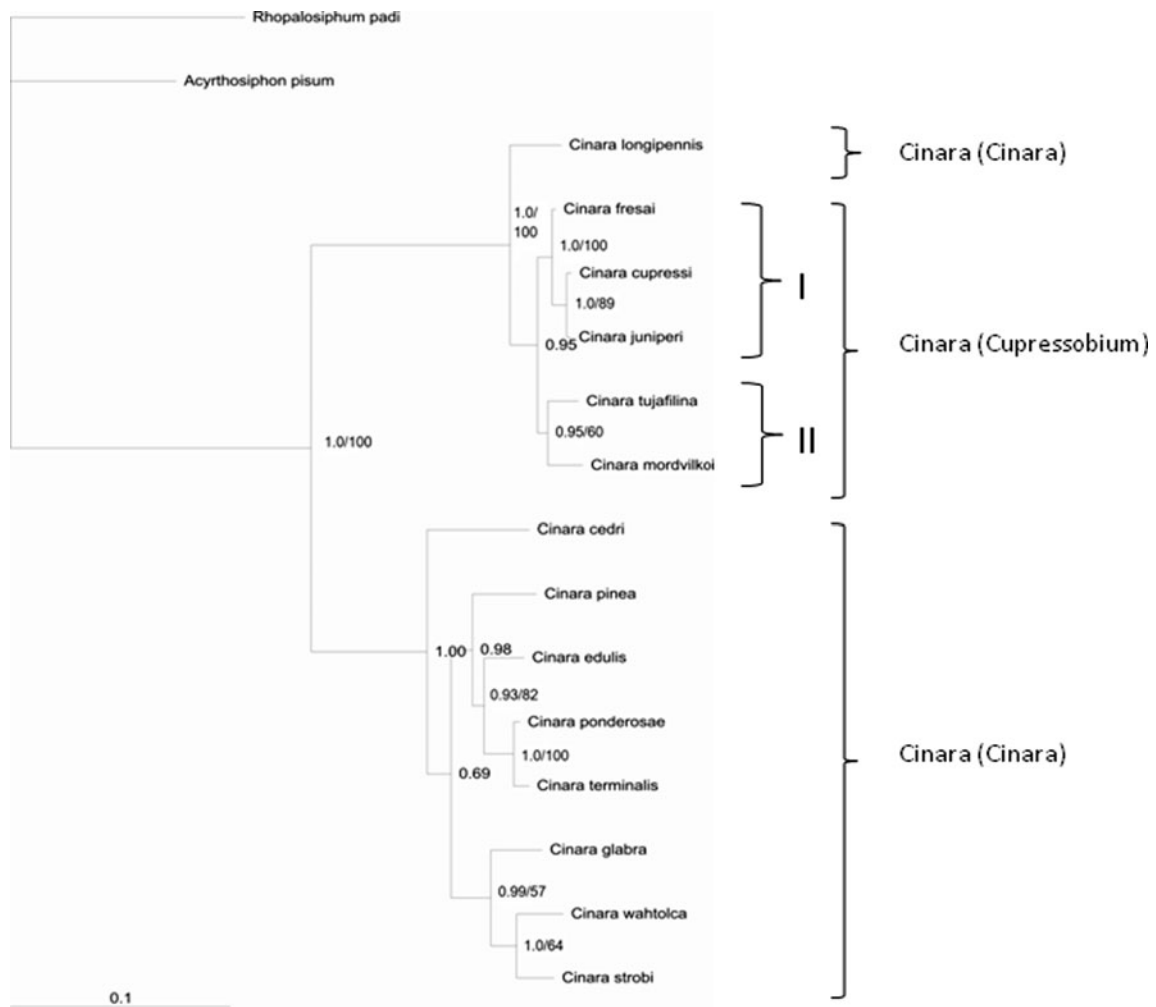 Rhopalosiphum padi
Acyrthosiphon pisum
Cinara longipennis
Cinara (Cinara)
Cinara fresai
1.0/
100
1.0/100
Cinara cupressi
I
1.0/89
Cinara juniperi
0.95
Cinara (Cupressobium)
Cinara tujafilina
0.95/60
II
1.0/100
Cinara mordvilkoi
Cinara cedri
Cinara pinea
1.00
0.98
Cinara edulis
0.93/82
Cinara ponderosae
1.0/100
Cinara (Cinara)
0.69
Cinara terminalis
Cinara glabra
0.99/57
Cinara wahtolca
1.0/64
Cinara strobi
0.1